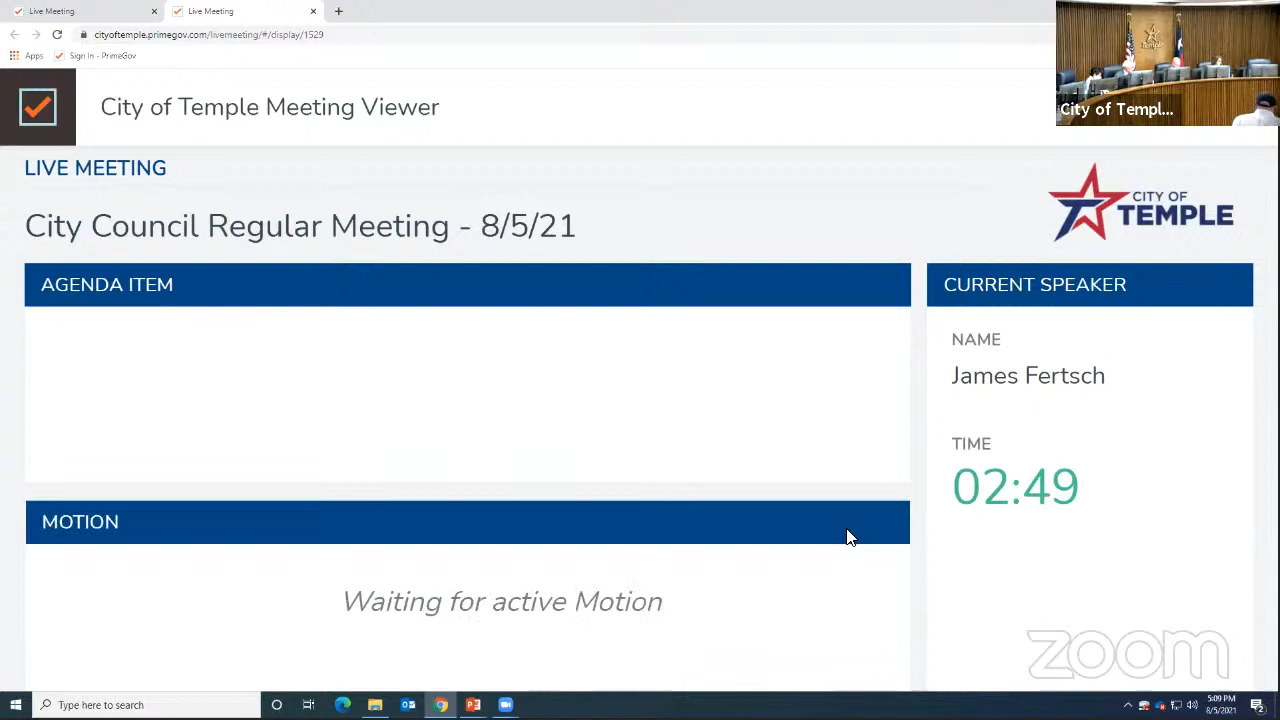 Live Meeting
Live Meeting
cityoftemple.primegov.com/livemeeting/#/display/1529
Apps Sign In - PrimeGov
City of Temple Meeting Viewer
Temple
City of Templ...
LIVE MEETING
City Council Regular Meeting - 8/5/21
CITY OF
TEMPLE
AGENDA ITEM
CURRENT SPEAKER
NAME
James Fertsch
TIME
02:49
MOTION
Waiting for active Motion
zoom
Type here to search
5:09 PM
8/5/2021
2